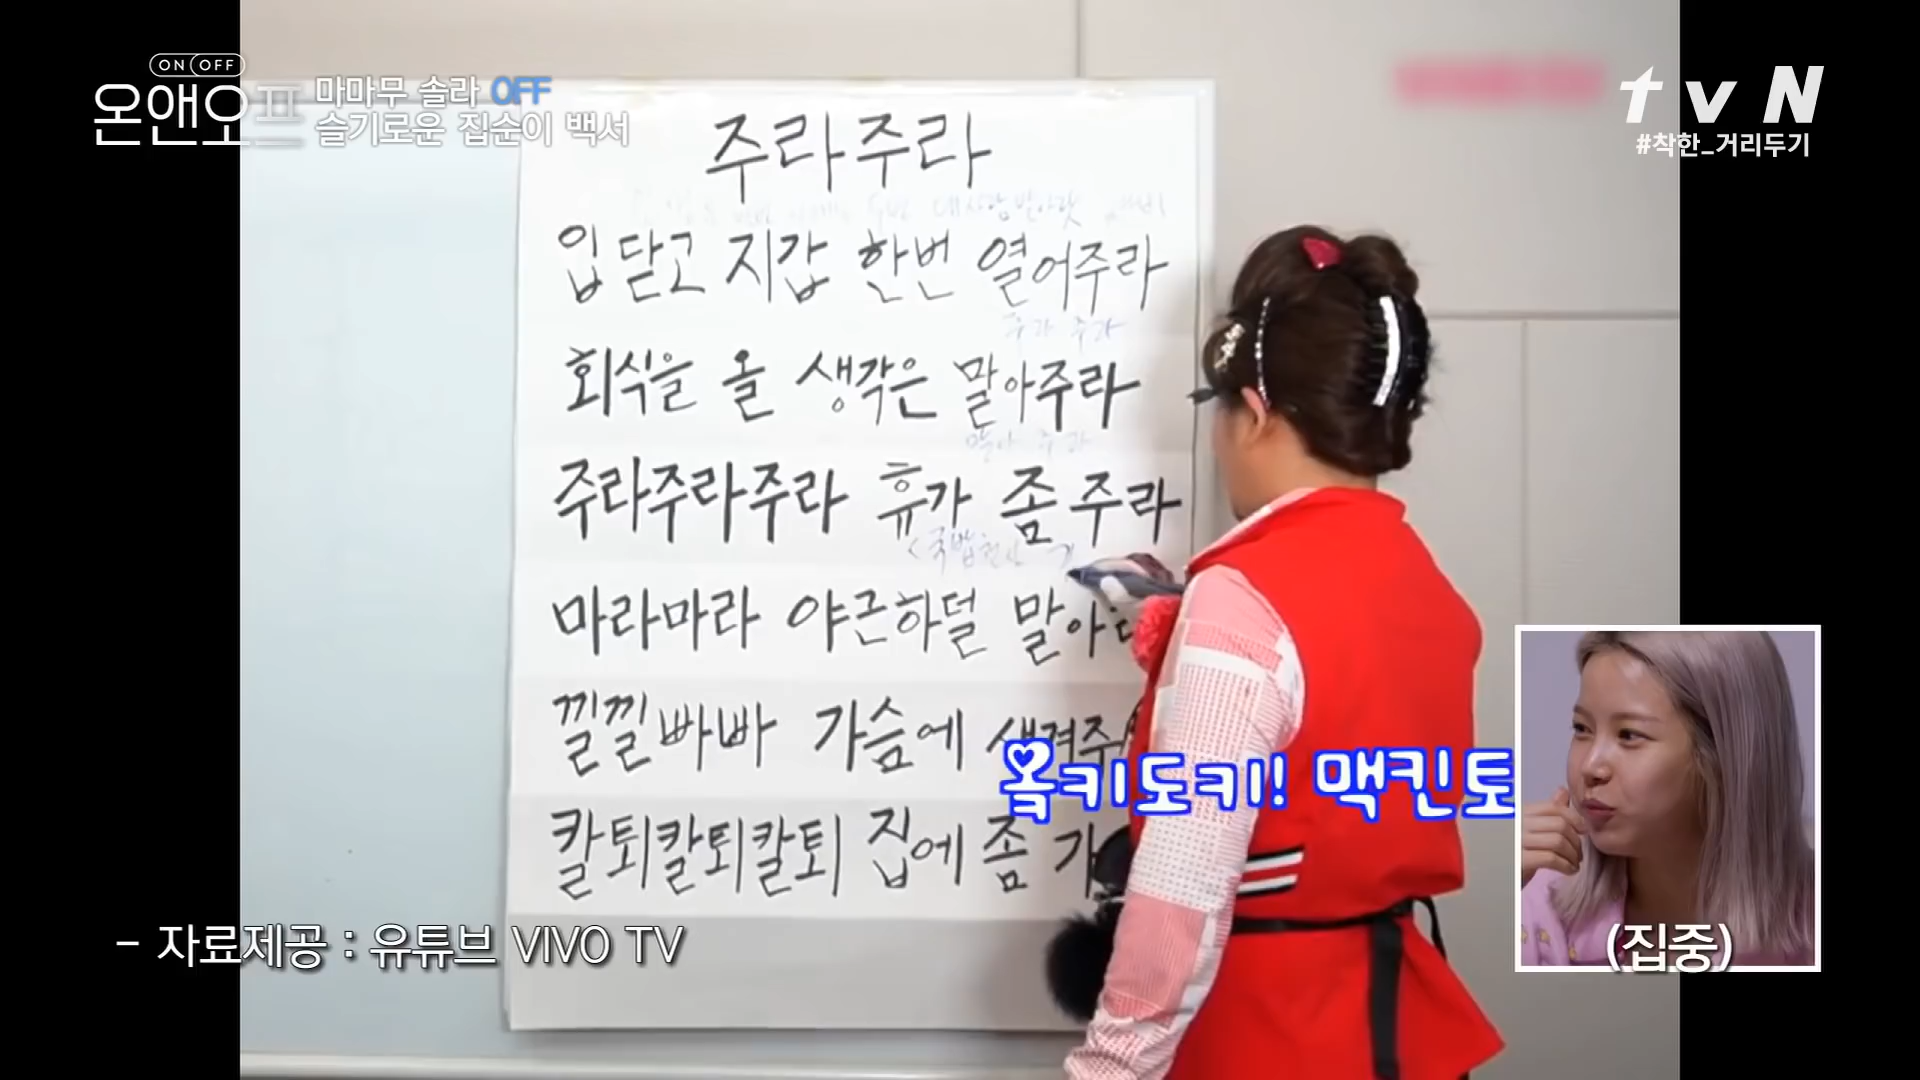 ON OFF
온앤오프
마마무 솔라 OFF
슬기로운 집순이 백서
tvN
#착한_거리두기
주라주라
입 닫고 지갑 한번 열어주라
회식을 올 생각은 말아주라
주라주라주라 휴가 좀 주라
마라마라 야근하덜 말아
낄낄빠빠 가슴에 새겨주
칼퇴칼퇴칼퇴 집에 좀 가
옼키도키! 맥킨토
- 자료제공 : 유튜브 VIVO TV
(집중)